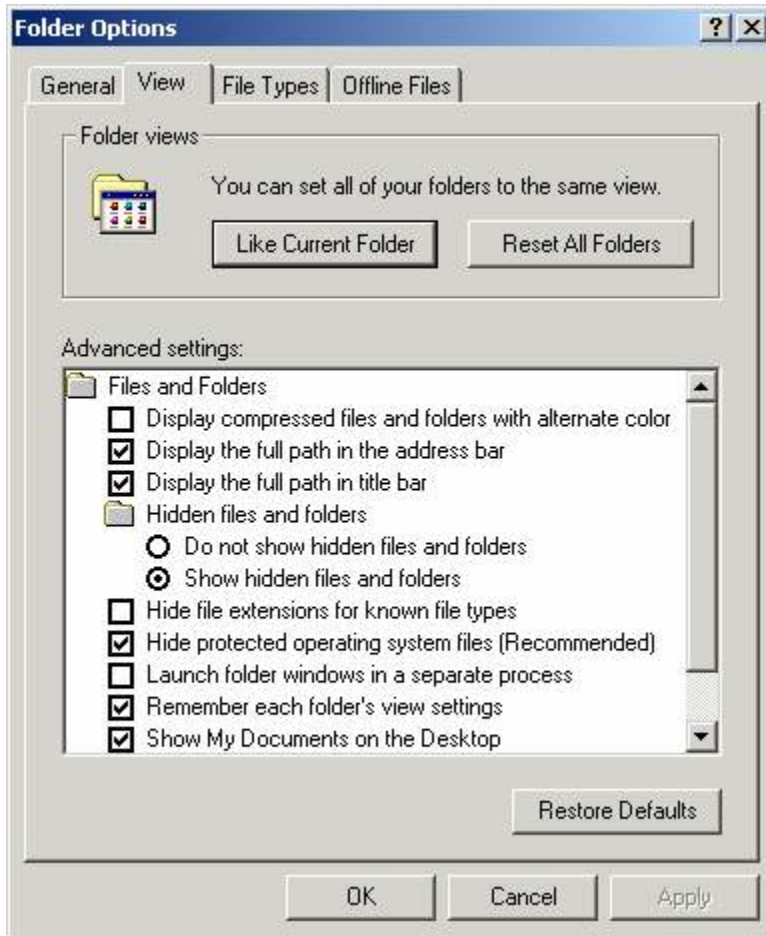 Folder Options
General View File Types Offline Files
Folder views
You can set all of your folders to the same view.
Like Current Folder Reset All Folders
Advanced settings:
Files and Folders
Display compressed files and folders with alternate color
Display the full path in the address bar
Display the full path in title bar
Hidden files and folders
Do not show hidden files and folders
Show hidden files and folders
Hide file extensions for known file types
Hide protected operating system files (Recommended)
Launch folder windows in a separate process
Remember each folder's view settings
Show My Documents on the Desktop
Restore Defaults
OK Cancel Apply